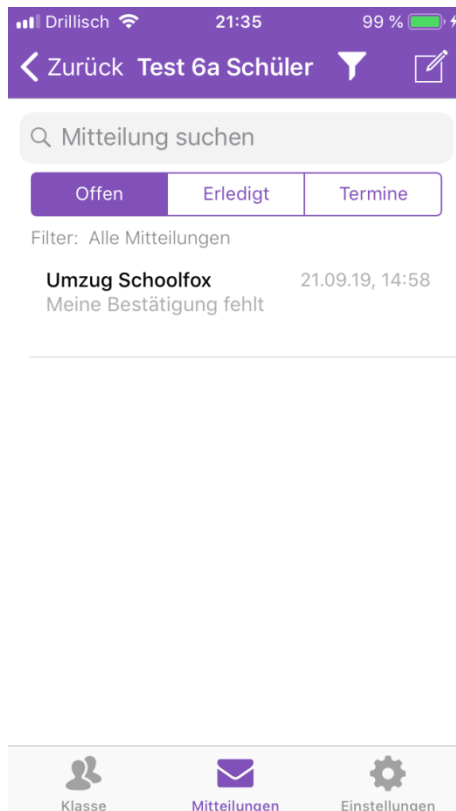 Drillisch 21:35 99 %
Zurück Test 6a Schüler
Mitteilung suchen
Offen Erledigt Termine
Filter: Alle Mitteilungen
Umzug Schoolfox 21.09.19, 14:58
Meine Bestätigung fehlt
Klasse Mitteilungen Einstellungen